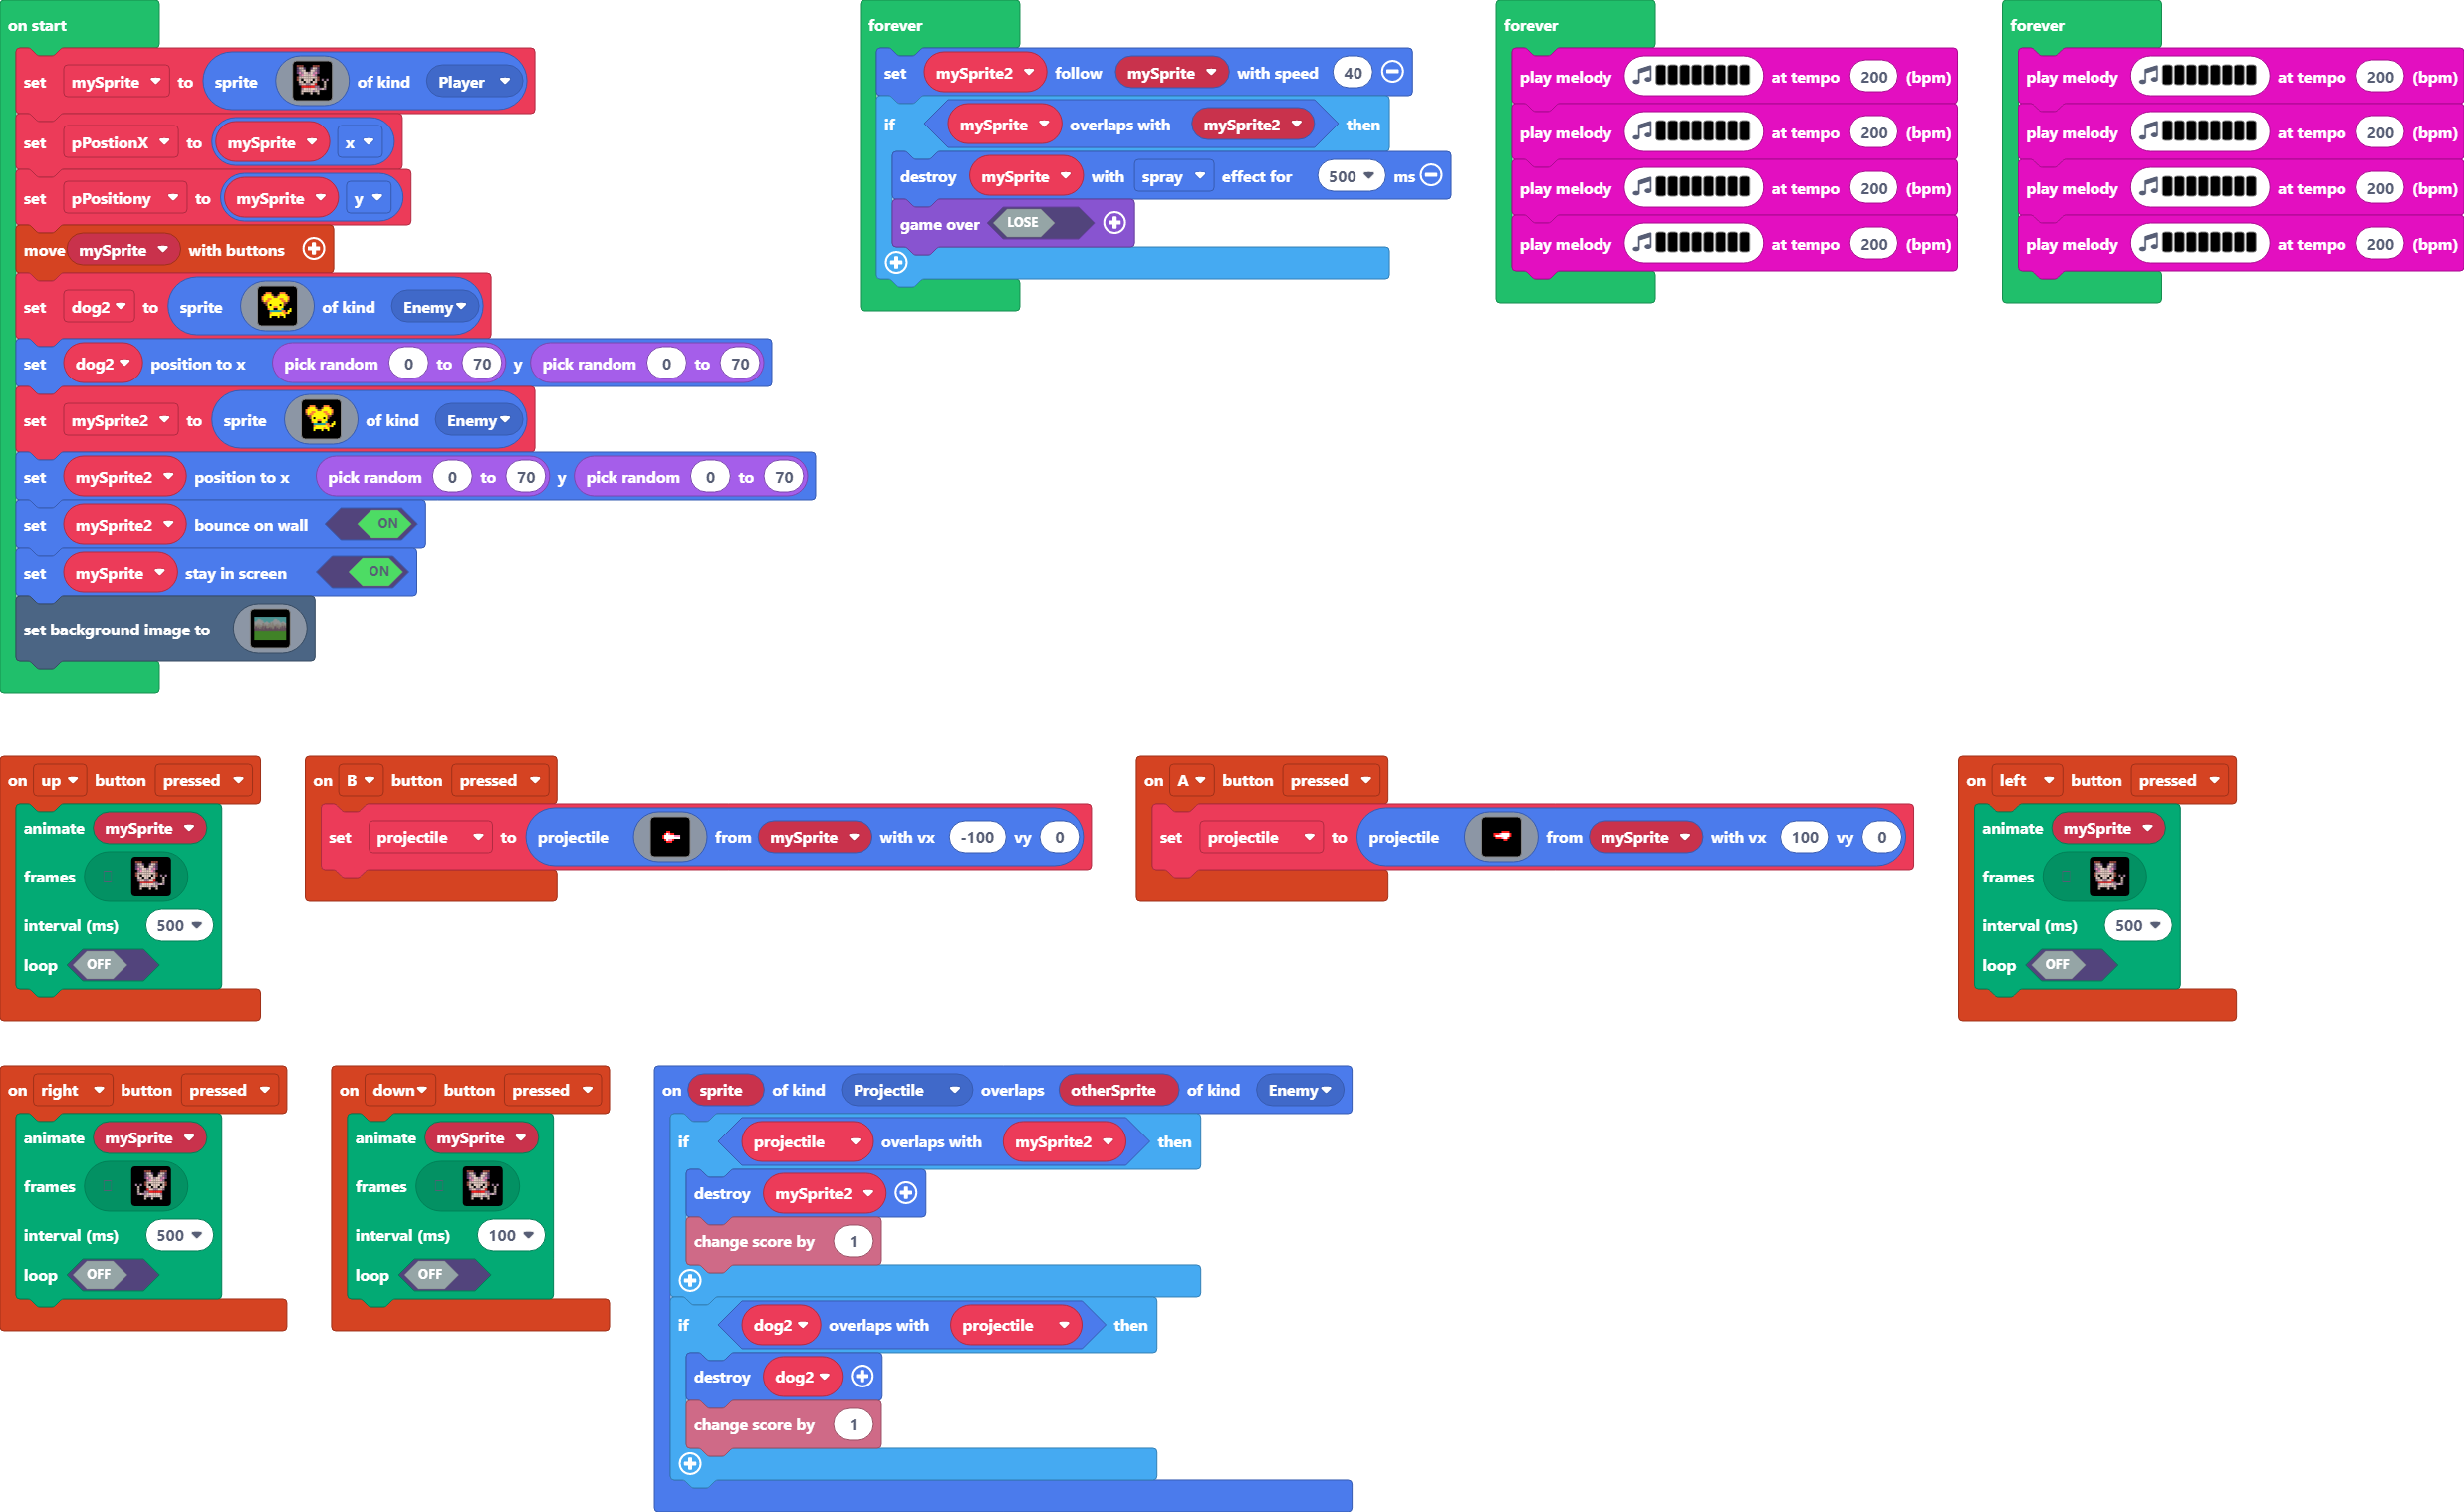 on start
set mySprite to sprite of kind Player
set pPostionX to mySprite x
set pPositiony to mySprite y
move mySprite with buttons
set dog2 to sprite of kind Enemy
set dog2 position to x pick random 0 to 70 y pick random 0 to 70
set mySprite2 to sprite of kind Enemy
set mySprite2 position to x pick random 0 to 70 y pick random 0 to 70
set mySprite2 bounce on wall ON
set mySprite stay in screen ON
set background image to
forever
set mySprite2 follow mySprite with speed 40
if mySprite overlaps with mySprite2 then
destroy mySprite with spray effect for 500 ms
game over LOSE
forever
play melody at tempo 200 (bpm)
play melody at tempo 200 (bpm)
play melody at tempo 200 (bpm)
play melody at tempo 200 (bpm)
forever
play melody at tempo 200 (bpm)
play melody at tempo 200 (bpm)
play melody at tempo 200 (bpm)
play melody at tempo 200 (bpm)
on up button pressed
animate mySprite
frames
interval (ms) 500
loop OFF
on B button pressed
set projectile to projectile from mySprite with vx -100 vy 0
on A button pressed
set projectile to projectile from mySprite with vx 100 vy 0
on left button pressed
animate mySprite
frames
interval (ms) 500
loop OFF
on right button pressed
animate mySprite
frames
interval (ms) 500
loop OFF
on down button pressed
animate mySprite
frames
interval (ms) 100
loop OFF
on sprite of kind Projectile overlaps otherSprite of kind Enemy
if projectile overlaps with mySprite2 then
destroy mySprite2
change score by 1
if dog2 overlaps with projectile then
destroy dog2
change score by 1